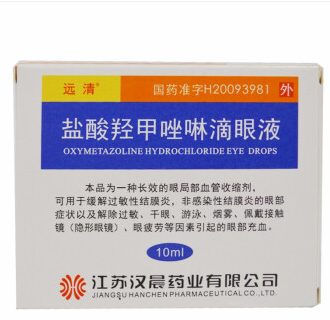 远清®
国药准字H20093981 外
盐酸羟甲唑啉滴眼液
OXYMETAZOLINE HYDROCHLORIDE EYE DROPS
本品为一种长效的眼局部血管收缩剂，
可用于缓解过敏性结膜炎，非感染性结膜炎的眼部
症状以及解除过敏、干眼、游泳、烟雾、佩戴接触
镜（隐形眼镜）、眼疲劳等因素引起的眼部充血。
10ml
江苏汉晨药业有限公司
JIANGSU HANCHEN PHARMACEUTICAL CO., LTD.